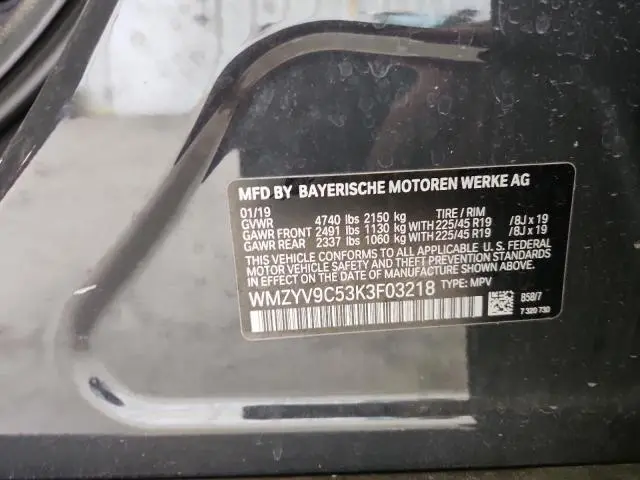 MFD BY BAYERISCHE MOTOREN WERKE AG
01/19 TIRE / RIM
GVWR 4740 lbs 2150 kg
GAWR FRONT 2491 lbs 1130 kg WITH 225/45 R19 /8J x 19
GAWR REAR 2337 lbs 1060 kg WITH 225/45 R19 /8J x 19
THIS VEHICLE CONFORMS TO ALL APPLICABLE U. S. FEDERAL
MOTOR VEHICLE SAFETY, BUMPER, AND THEFT PREVENTION
STANDARDS IN EFFECT ON THE DATE OF MANUFACTURE SHOWN
ABOVE.
WMZYV9C53K3F03218 TYPE: MPV
858/7
7 320 730